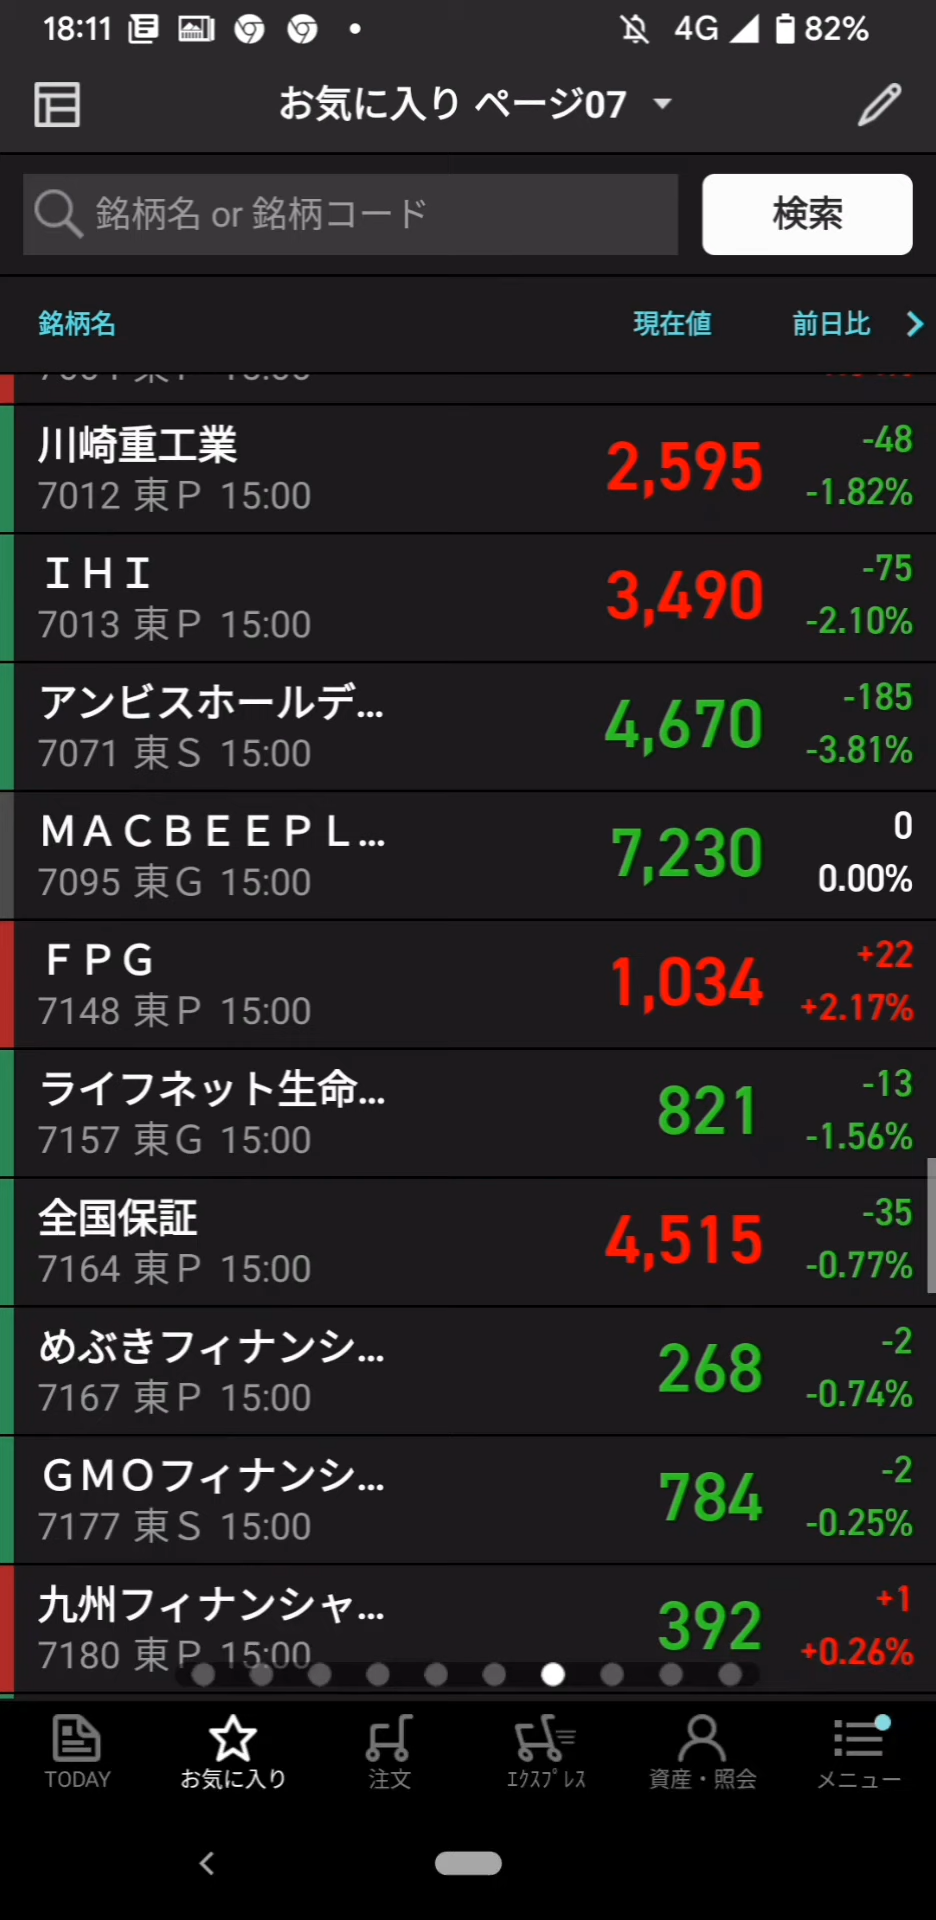 18:11 4G 82%
お気に入り ページ07
銘柄名 or 銘柄コード 検索
銘柄名 現在値 前日比
川崎重工業 2,595 -48
7012 東P 15:00 -1.82%
IHI 3,490 -75
7013 東P 15:00 -2.10%
アンビスホールデ... 4,670 -185
7071 東S 15:00 -3.81%
MACBEEPL... 7,230 0
7095 東G 15:00 0.00%
FPG 1,034 +22
7148 東P 15:00 +2.17%
ライフネット生命... 821 -13
7157 東G 15:00 -1.56%
全国保証 4,515 -35
7164 東P 15:00 -0.77%
めぶきフィナンシ... 268 -2
7167 東P 15:00 -0.74%
GMOフィナンシ... 784 -2
7177 東S 15:00 -0.25%
九州フィナンシャ... 392 +1
7180 東P 15:00 +0.26%
TODAY お気に入り 注文 ｴｸｽﾌﾟﾚｽ 資産・照会 メニュー